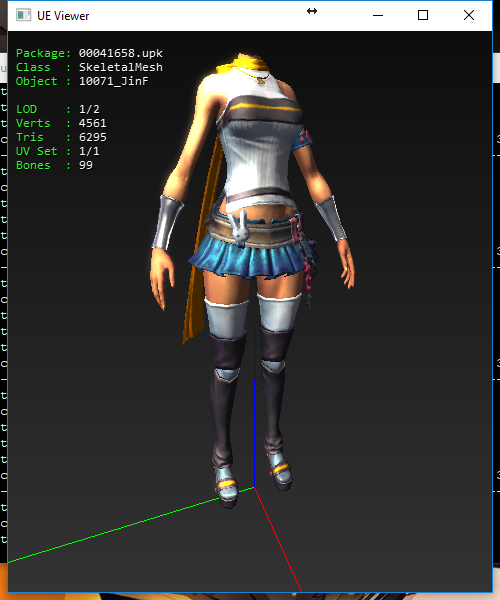 UE Viewer
Package: 00041658.upk
Class : SkeletalMesh
Object : 10071_JinF
LOD : 1/2
Verts : 4561
Tris : 6295
UV Set : 1/1
Bones : 99